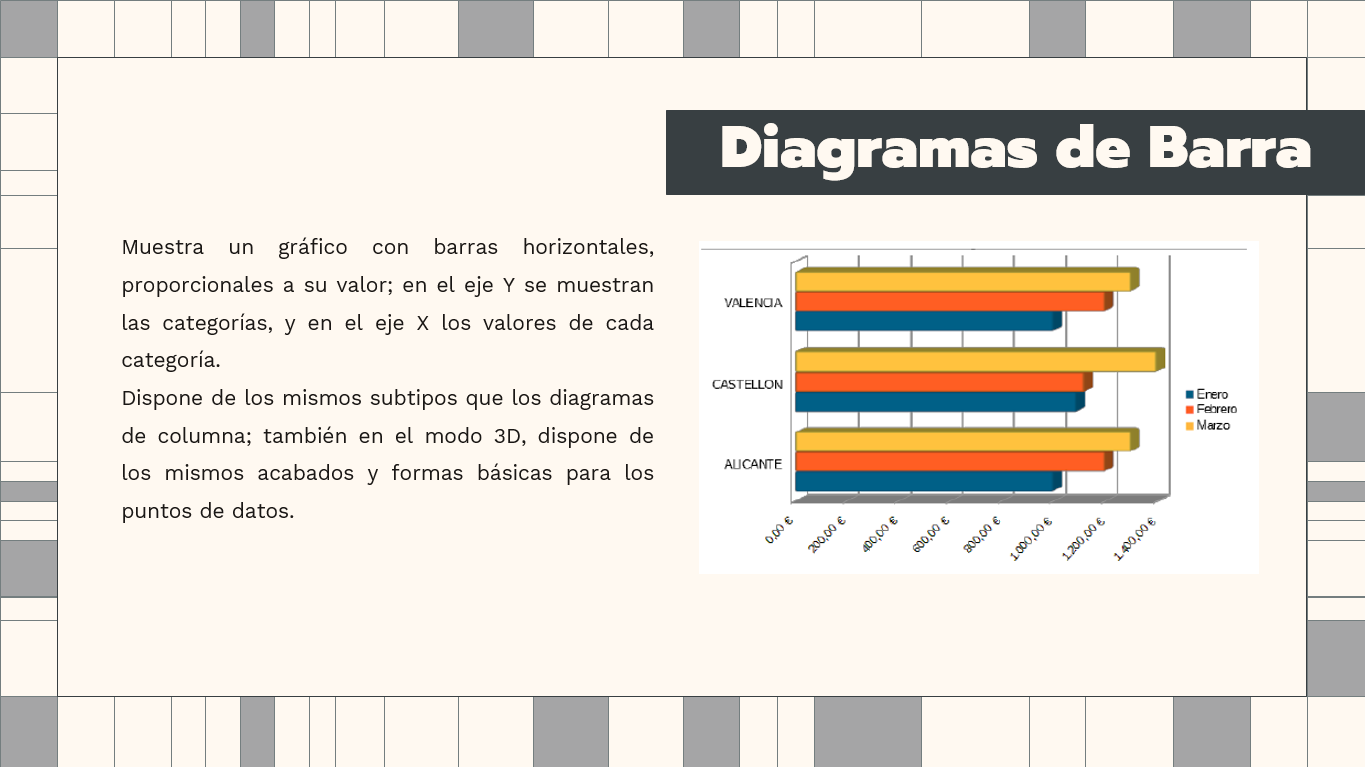 Diagramas de Barra
Muestra un gráfico con barras horizontales,
proporcionales a su valor; en el eje Y se muestran
las categorías, y en el eje X los valores de cada
categoría.
Dispone de los mismos subtipos que los diagramas
de columna; también en el modo 3D, dispone de
los mismos acabados y formas básicas para los
puntos de datos.
VALENCIA
CASTELLON
ALICANTE
Enero
Febrero
Marzo
0,00 €
200,00 €
400,00 €
600,00 €
800,00 €
1.000,00 €
1.200,00 €
1.400,00 €